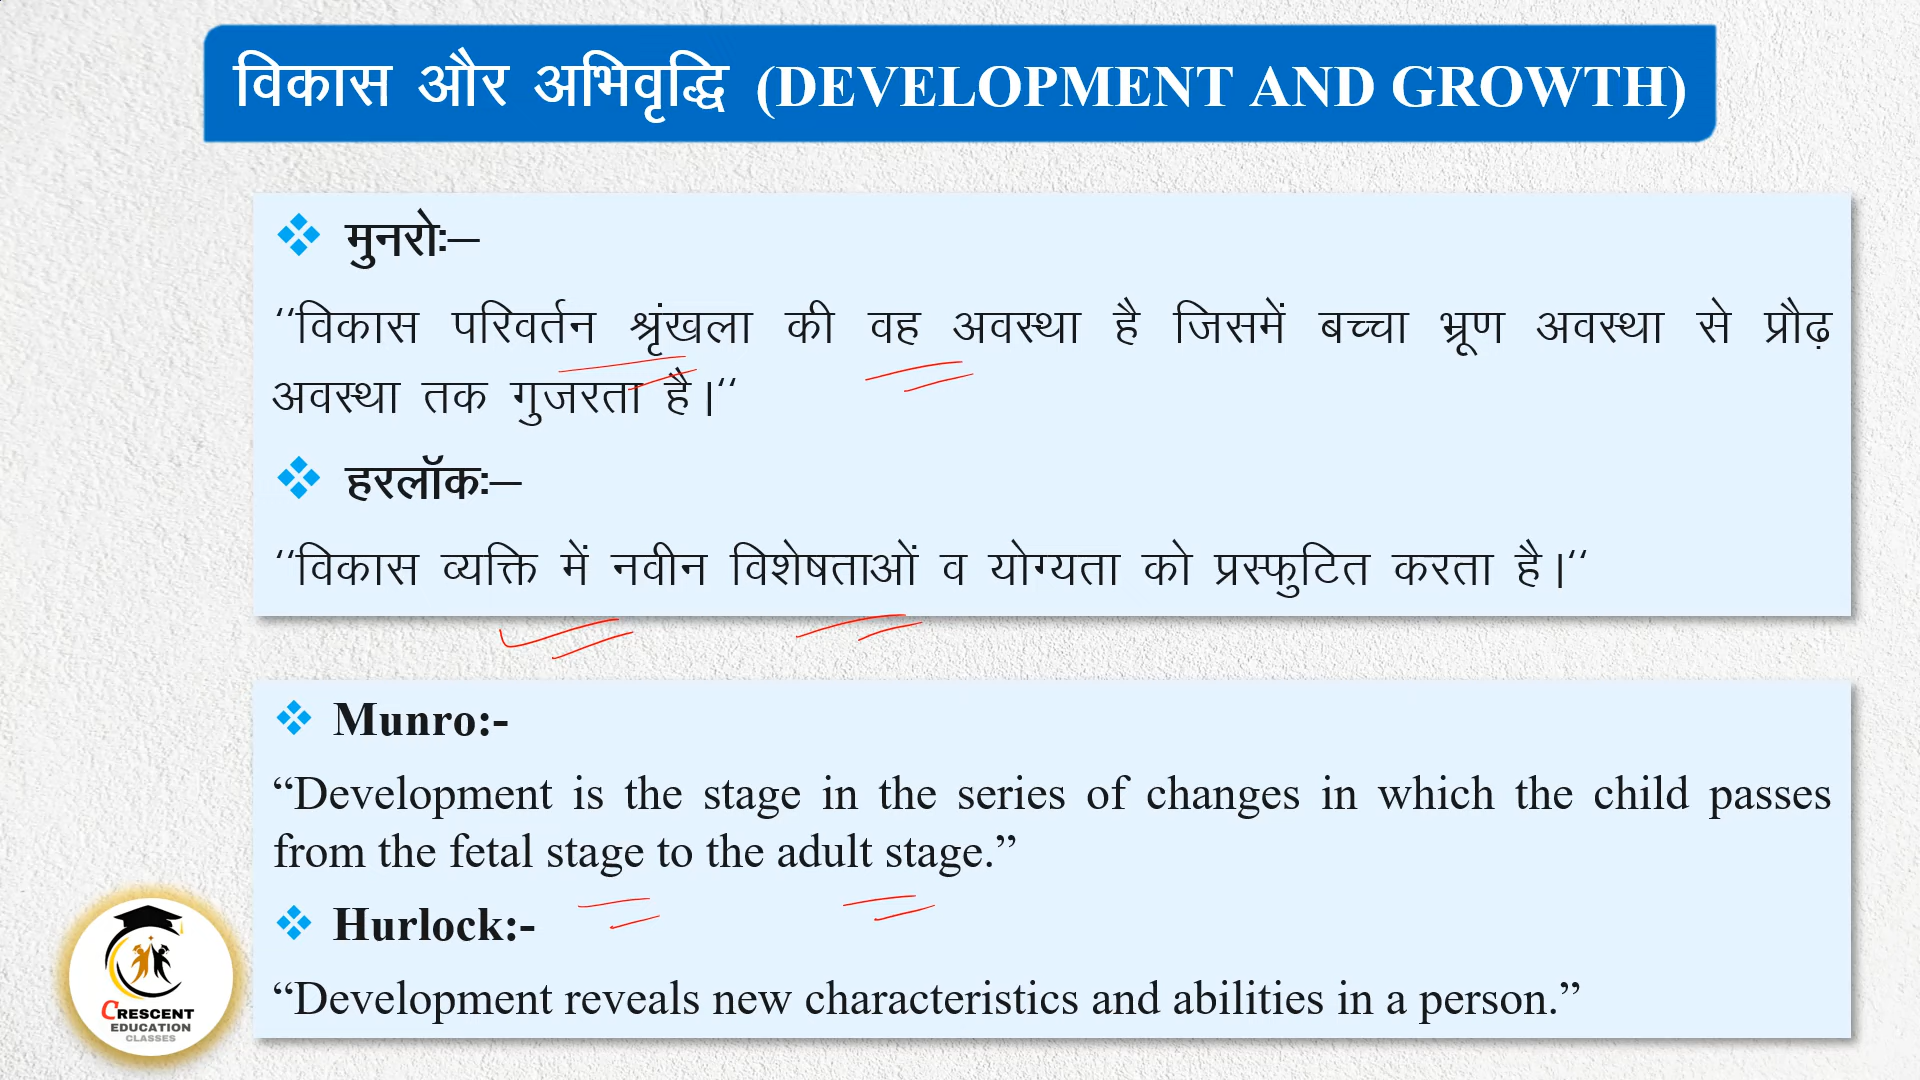 विकास और अभिवृद्धि (DEVELOPMENT AND GROWTH)
मुनरोः–
‘‘विकास परिवर्तन श्रृंखला की वह अवस्था है जिसमें बच्चा भ्रूण अवस्था से प्रौढ़
अवस्था तक गुजरता है।‘‘
हरलॉकः–
‘‘विकास व्यक्ति में नवीन विशेषताओं व योग्यता को प्रस्फुटित करता है।‘‘
Munro:-
“Development is the stage in the series of changes in which the child passes
from the fetal stage to the adult stage.”
Hurlock:-
“Development reveals new characteristics and abilities in a person.”
CRESCENT
EDUCATION
CLASSES